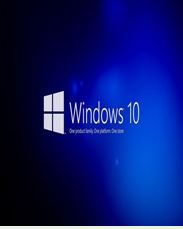 Windows 10
One product family. One platform. One store